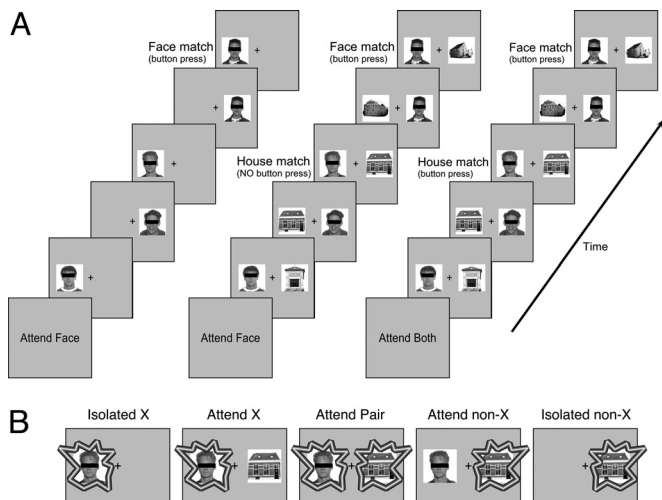 A
Face match
(button press)
Face match
(button press)
Face match
(button press)
House match
(NO button press)
House match
(button press)
Time
Attend Face
Attend Face
Attend Both
B
Isolated X
Attend X
Attend Pair
Attend non-X
Isolated non-X